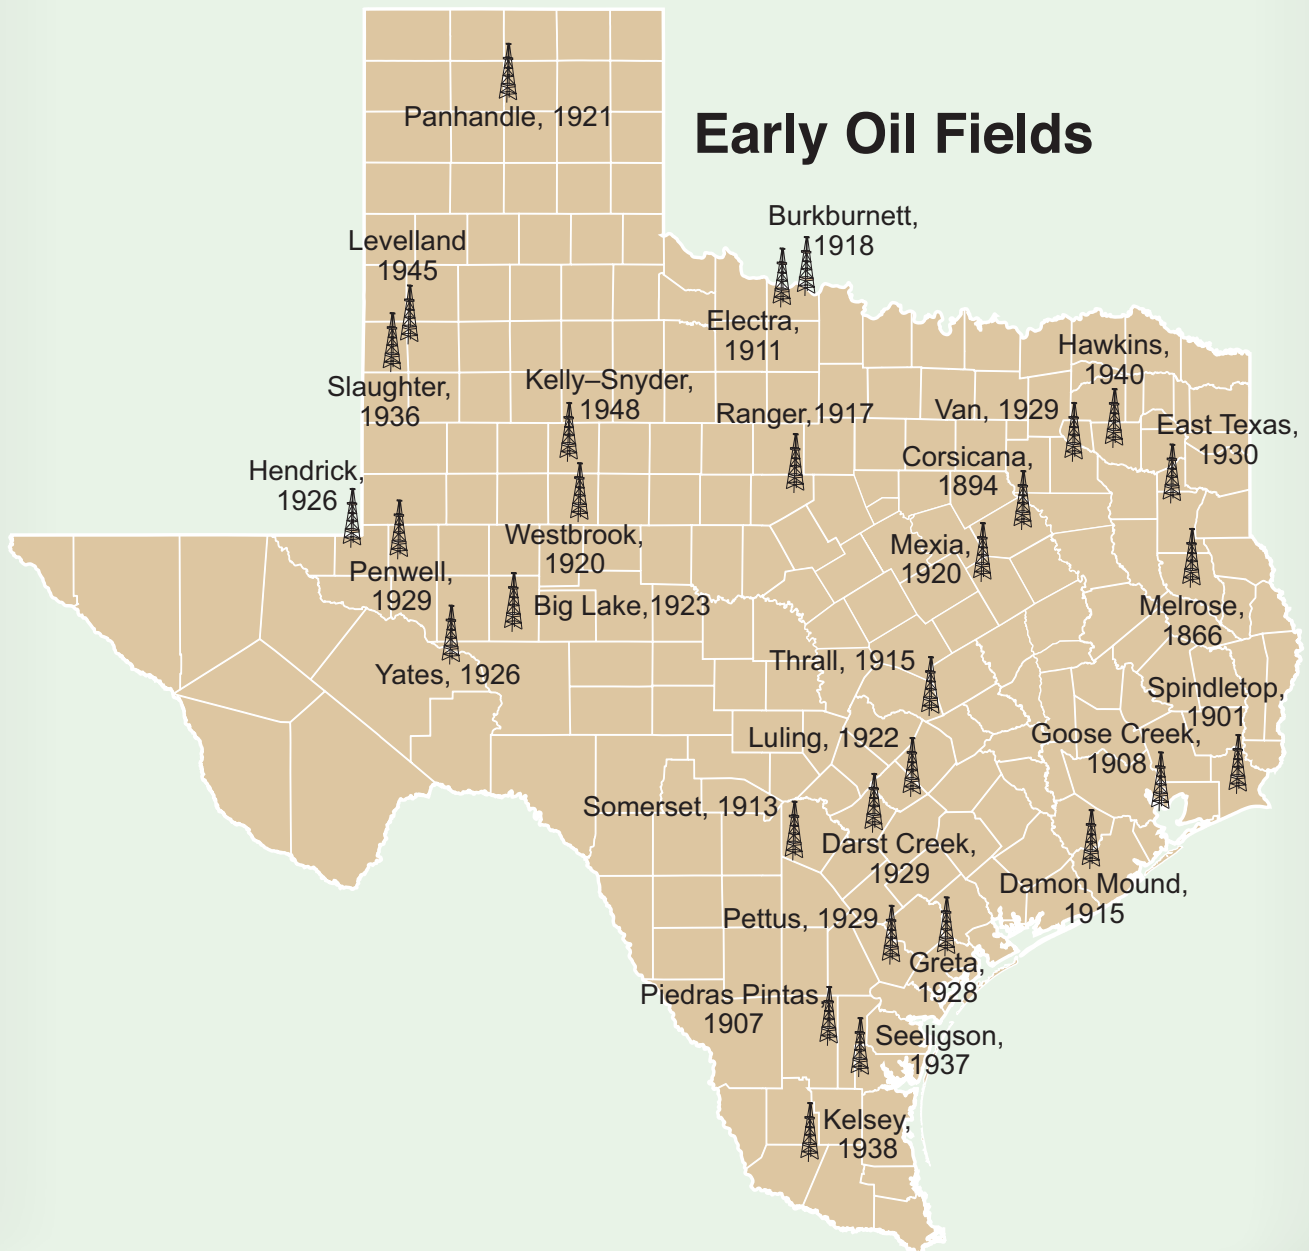 Panhandle, 1921
Early Oil Fields
Burkburnett,
1918
Levelland
1945
Electra,
1911
Hawkins,
1940
Slaughter,
1936
Kelly–Snyder,
1948
Ranger,1917
Van, 1929
East Texas,
1930
Corsicana,
1894
Hendrick,
1926
Westbrook,
1920
Mexia,
1920
Penwell,
1929
Big Lake,1923
Melrose,
1866
Yates, 1926
Thrall, 1915
Spindletop,
1901
Luling, 1922
Goose Creek,
1908
Somerset, 1913
Darst Creek,
1929
Damon Mound,
1915
Pettus, 1929
Greta,
1928
Piedras Pintas,
1907
Seeligson,
1937
Kelsey,
1938